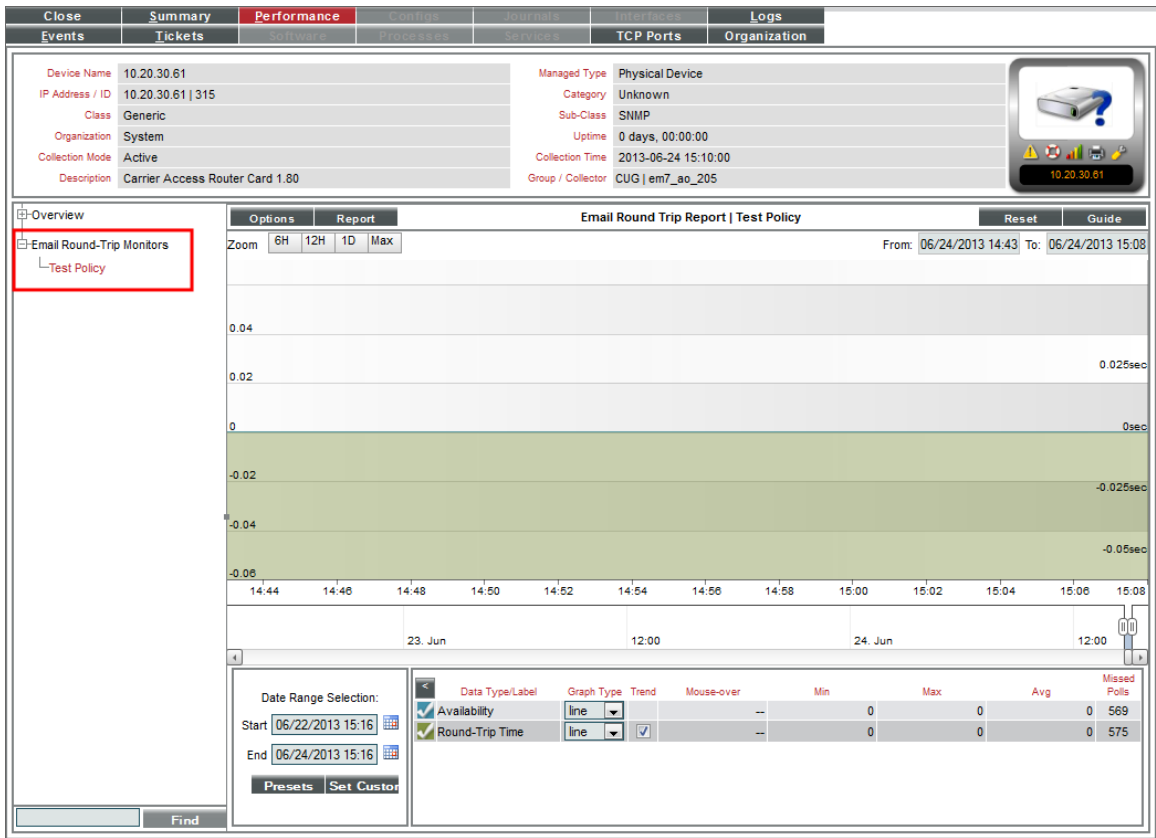 Close Summary Performance Configs Journals Interfaces Logs
Events Tickets Software Processes Services TCP Ports Organization
Device Name 10.20.30.61 Managed Type Physical Device
IP Address / ID 10.20.30.61 | 315 Category Unknown
Class Generic Sub-Class SNMP
Organization System Uptime 0 days, 00:00:00
Collection Mode Active Collection Time 2013-06-24 15:10:00
Description Carrier Access Router Card 1.80 Group / Collector CUG | em7_ao_205
10.20.30.61
Overview
Email Round-Trip Monitors
Test Policy
Options Report Email Round Trip Report | Test Policy Reset Guide
Zoom 6H 12H 1D Max From: 06/24/2013 14:43 To: 06/24/2013 15:08
0.04
0.025sec
0.02
0 0sec
-0.02
-0.025sec
-0.04
-0.05sec
-0.06
14:44 14:46 14:48 14:50 14:52 14:54 14:56 14:58 15:00 15:02 15:04 15:06 15:08
23. Jun 12:00 24. Jun 12:00
Date Range Selection:
Start 06/22/2013 15:16
End 06/24/2013 15:16
Presets Set Custor
< Data Type/Label Graph Type Trend Mouse-over Min Max Avg Missed Polls
Availability line -- 0 0 0 569
Round-Trip Time line -- 0 0 0 575
Find